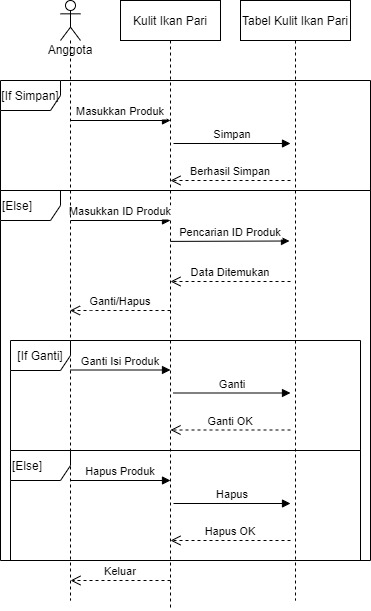 Anggota
Kulit Ikan Pari
Tabel Kulit Ikan Pari
[If Simpan]
Masukkan Produk
Simpan
Berhasil Simpan
[Else]
Masukkan ID Produk
Pencarian ID Produk
Data Ditemukan
Ganti/Hapus
[If Ganti]
Ganti Isi Produk
Ganti
Ganti OK
[Else]
Hapus Produk
Hapus
Hapus OK
Keluar